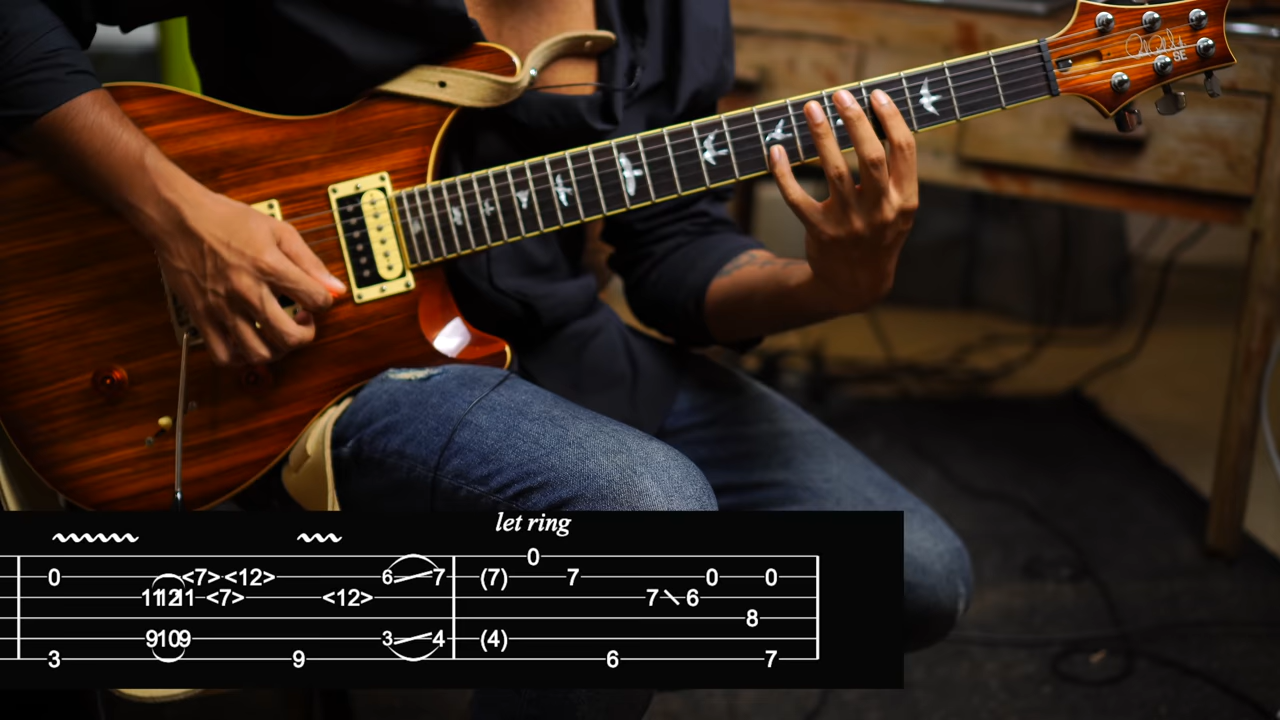 SE
let ring
0
0 <7> <12> 6 7 (7) 7 0 0
11 12 11 <7> <12> 7 6
8
9 10 9 3 4 (4)
3 9 6 7